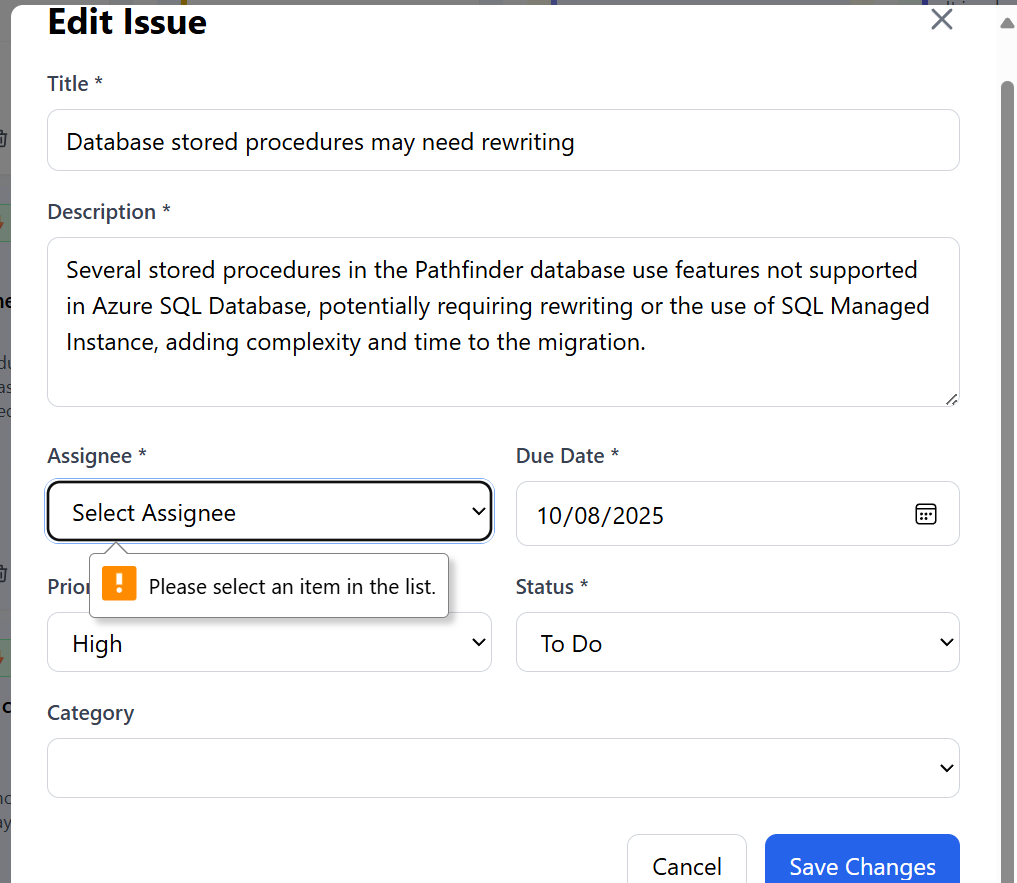 Edit Issue
Title *
Database stored procedures may need rewriting
Description *
Several stored procedures in the Pathfinder database use features not supported
in Azure SQL Database, potentially requiring rewriting or the use of SQL Managed
Instance, adding complexity and time to the migration.
Assignee *
Due Date *
Select Assignee
10/08/2025
Please select an item in the list.
Status *
High
To Do
Category
Cancel
Save Changes